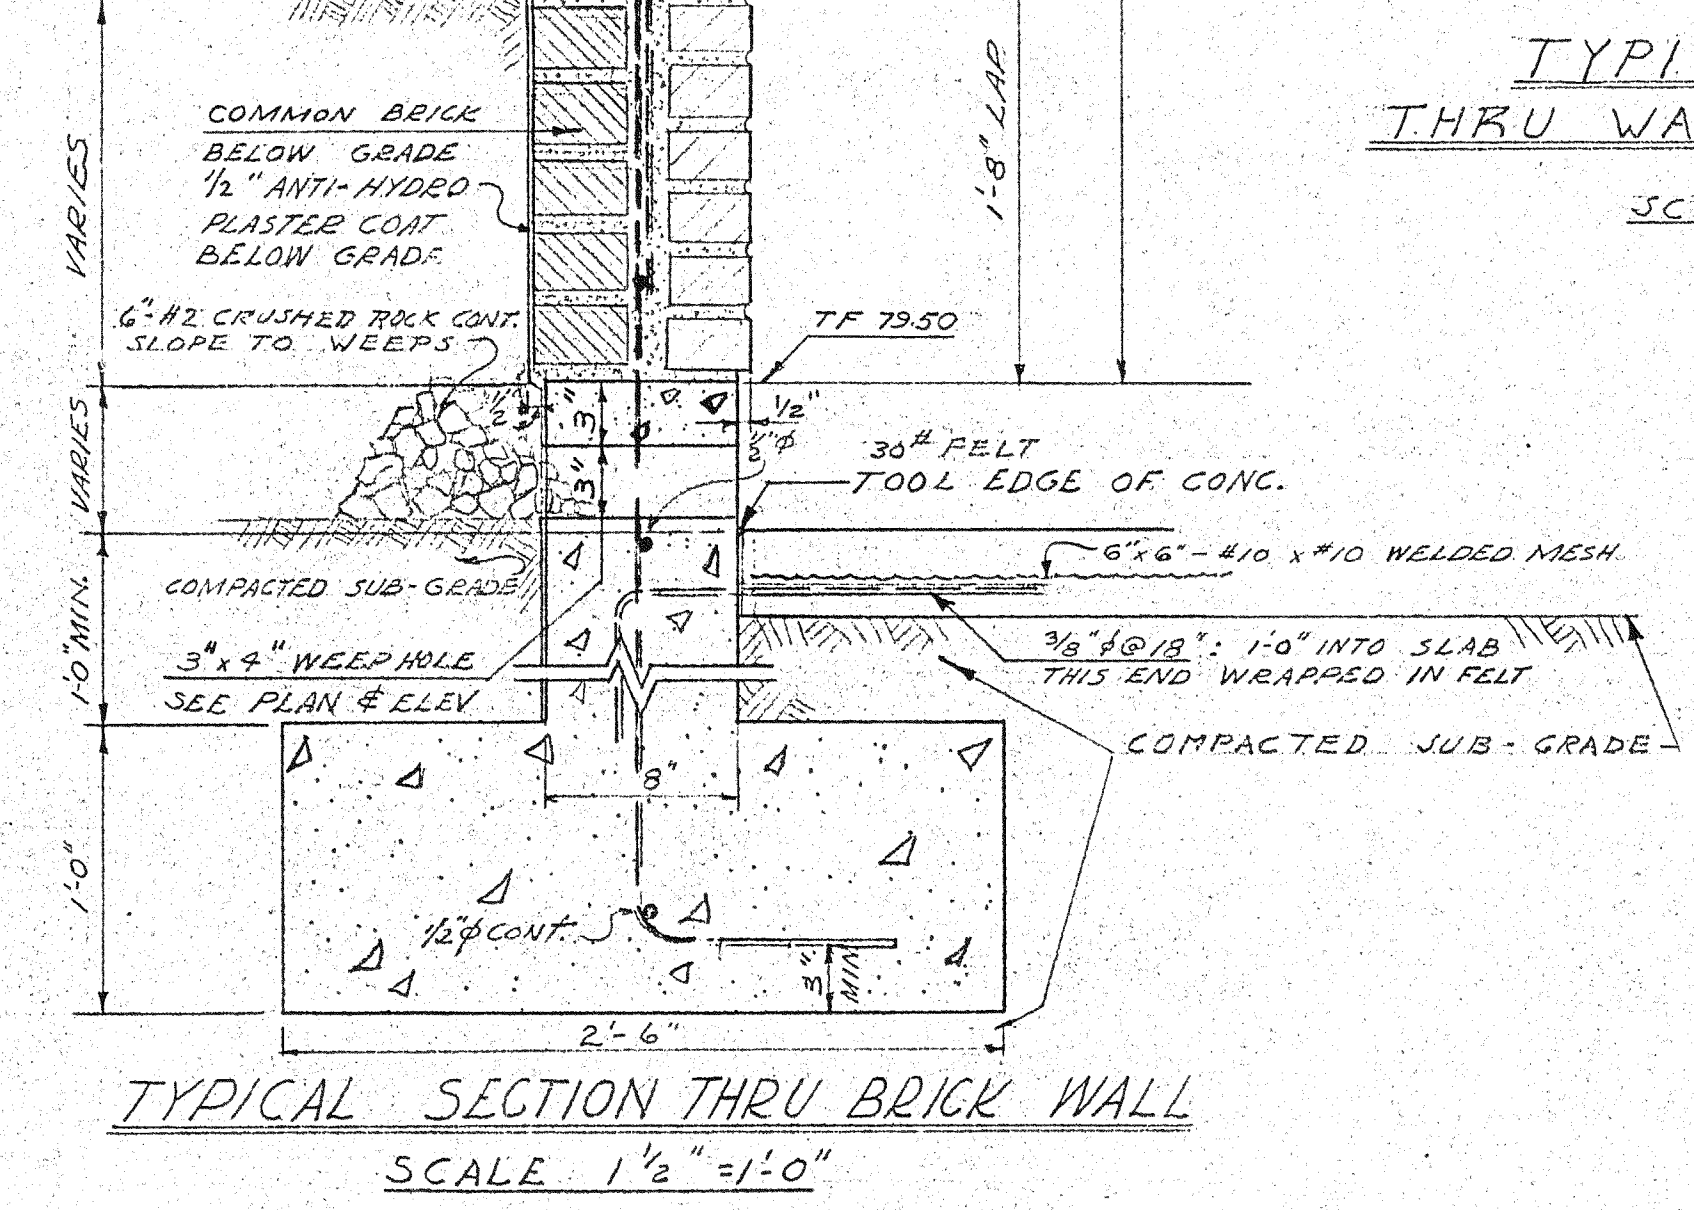 TYPI
THRU WA
SC
VARIES
COMMON BRICK
BELOW GRADE
1/2" ANTI-HYDRO
PLASTER COAT
BELOW GRADE
1'-8" LAP
6"-#2 CRUSHED ROCK CONT.
SLOPE TO WEEPS
TF 79.50
VARIES
1/2"
3"
1/2"
1/2"φ
3"
30# FELT
TOOL EDGE OF CONC.
6"x6"-#10 x #10 WELDED MESH
COMPACTED SUB-GRADE
1'-0" MIN.
3/8"φ@18": 1'-0" INTO SLAB
THIS END WRAPPED IN FELT
3"x4" WEEP HOLE
SEE PLAN & ELEV
COMPACTED SUB-GRADE
8"
1'-0"
1/2"φ CONT.
3" MIN
2'-6"
TYPICAL SECTION THRU BRICK WALL
SCALE 1 1/2" = 1'-0"